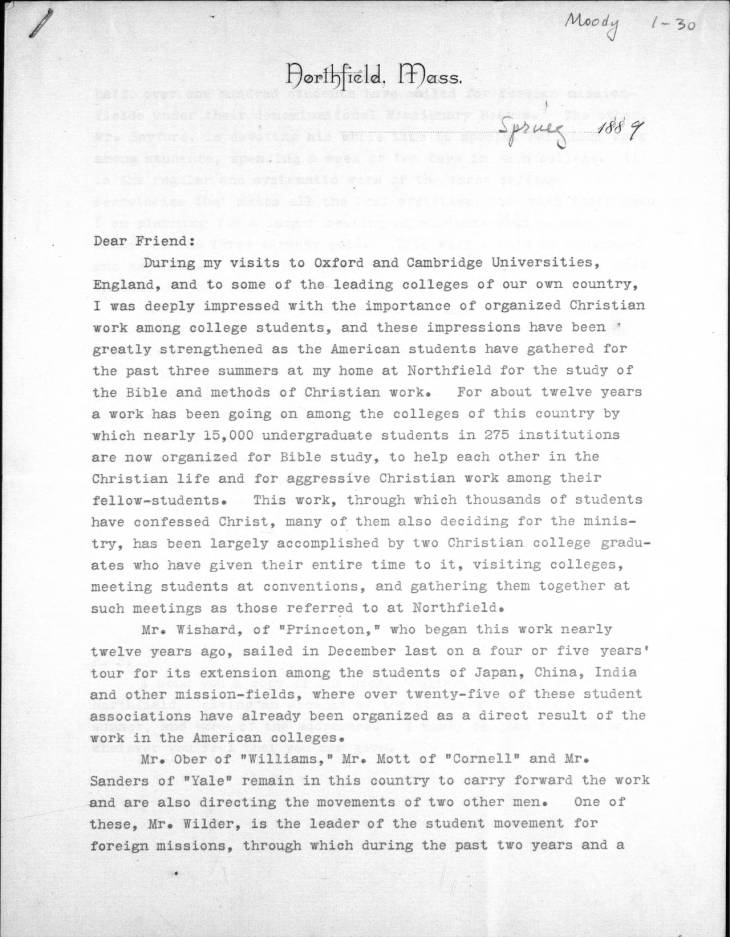 Moody 1-30
Northfield, Mass.
Spring 1889
Dear Friend:
During my visits to Oxford and Cambridge Universities,
England, and to some of the leading colleges of our own country,
I was deeply impressed with the importance of organized Christian
work among college students, and these impressions have been
greatly strengthened as the American students have gathered for
the past three summers at my home at Northfield for the study of
the Bible and methods of Christian work. For about twelve years
a work has been going on among the colleges of this country by
which nearly 15,000 undergraduate students in 275 institutions
are now organized for Bible study, to help each other in the
Christian life and for aggressive Christian work among their
fellow-students. This work, through which thousands of students
have confessed Christ, many of them also deciding for the minis-
try, has been largely accomplished by two Christian college gradu-
ates who have given their entire time to it, visiting colleges,
meeting students at conventions, and gathering them together at
such meetings as those referred to at Northfield.
Mr. Wishard, of "Princeton," who began this work nearly
twelve years ago, sailed in December last on a four or five years'
tour for its extension among the students of Japan, China, India
and other mission-fields, where over twenty-five of these student
associations have already been organized as a direct result of the
work in the American colleges.
Mr. Ober of "Williams," Mr. Mott of "Cornell" and Mr.
Sanders of "Yale" remain in this country to carry forward the work
and are also directing the movements of two other men. One of
these, Mr. Wilder, is the leader of the student movement for
foreign missions, through which during the past two years and a